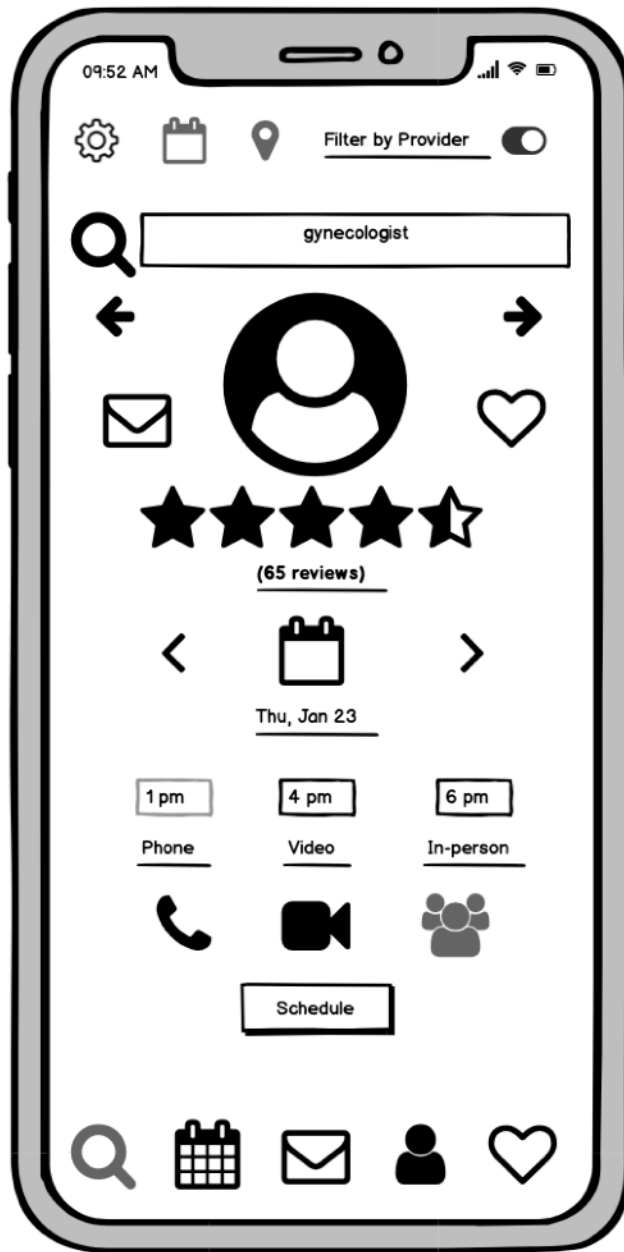 09:52 AM
Filter by Provider
gynecologist
(65 reviews)
Thu, Jan 23
1 pm 4 pm 6 pm
Phone Video In-person
Schedule